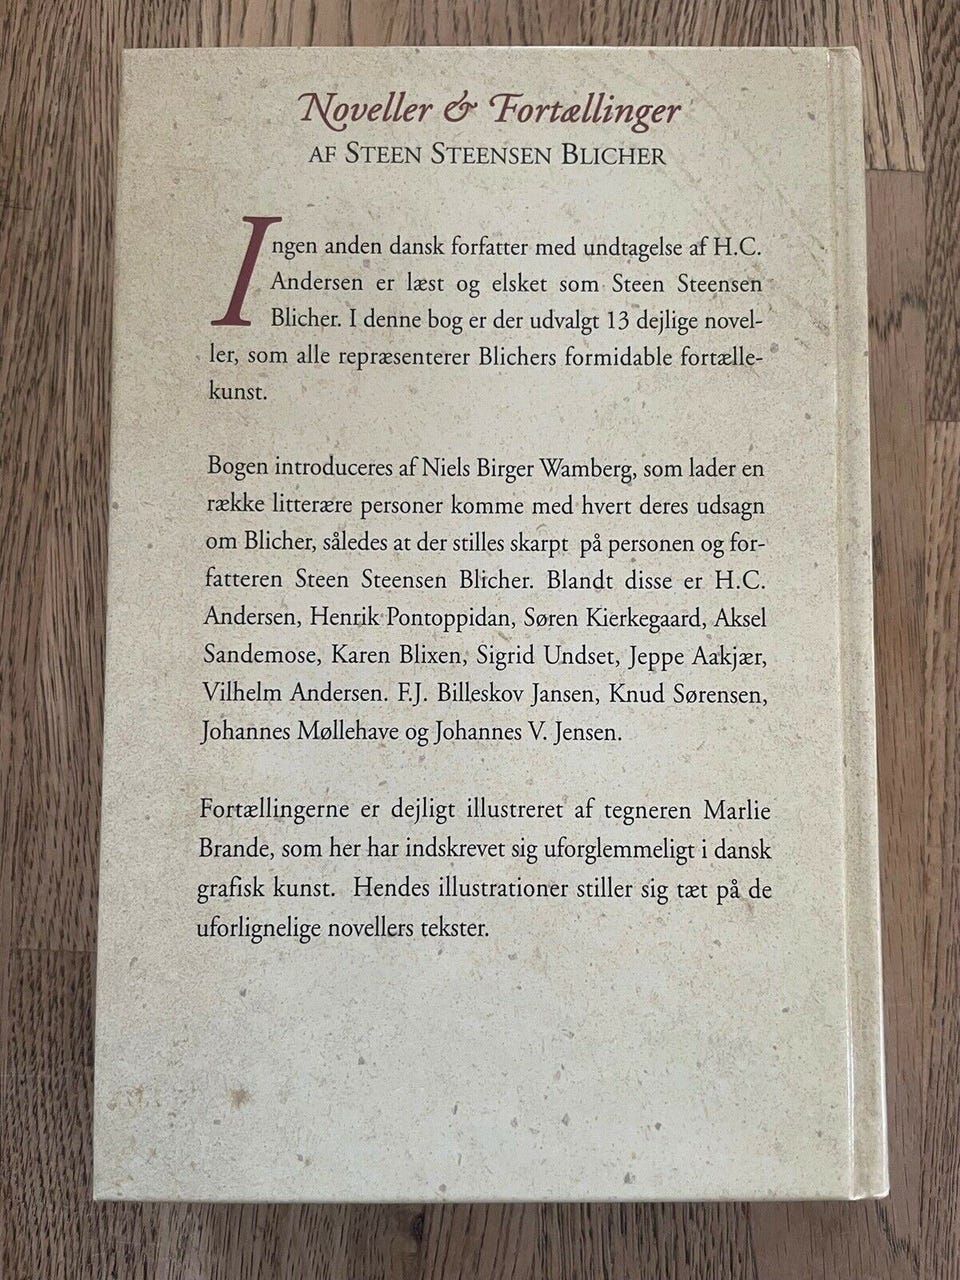 Noveller & Fortællinger
AF STEEN STEENSEN BLICHER
Ingen anden dansk forfatter med undtagelse af H.C.
Andersen er læst og elsket som Steen Steensen
Blicher. I denne bog er der udvalgt 13 dejlige novel-
ler, som alle repræsenterer Blichers formidable fortælle-
kunst.
Bogen introduceres af Niels Birger Wamberg, som lader en
række litterære personer komme med hvert deres udsagn
om Blicher, således at der stilles skarpt på personen og for-
fatteren Steen Steensen Blicher. Blandt disse er H.C.
Andersen, Henrik Pontoppidan, Søren Kierkegaard, Aksel
Sandemose, Karen Blixen, Sigrid Undset, Jeppe Aakjær,
Vilhelm Andersen. F.J. Billeskov Jansen, Knud Sørensen,
Johannes Møllehave og Johannes V. Jensen.
Fortællingerne er dejligt illustreret af tegneren Marlie
Brande, som her har indskrevet sig uforglemmeligt i dansk
grafisk kunst. Hendes illustrationer stiller sig tæt på de
uforlignelige novellers tekster.